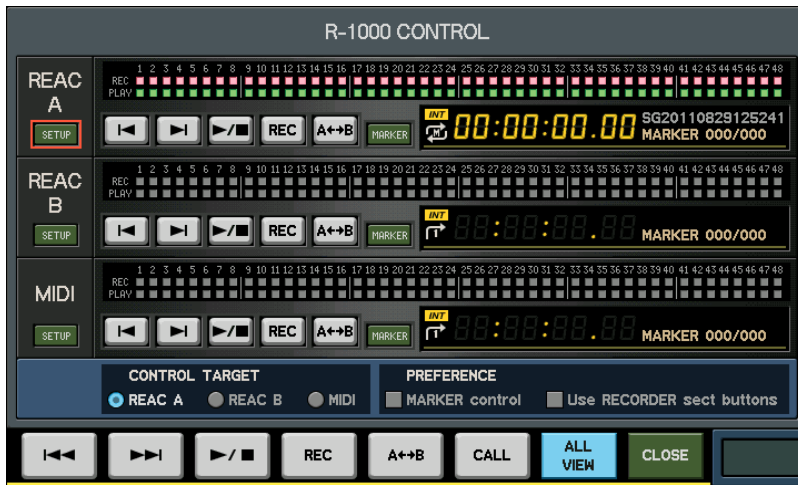 R-1000 CONTROL
REAC A
SETUP
1 2 3 4 5 6 7 8 9 10 11 12 13 14 15 16 17 18 19 20 21 22 23 24 25 26 27 28 29 30 31 32 33 34 35 36 37 38 39 40 41 42 43 44 45 46 47 48
REC
PLAY
REC A↔B MARKER
INT
M 00:00:00.00
SG20110829125241
MARKER 000/000
REAC B
SETUP
1 2 3 4 5 6 7 8 9 10 11 12 13 14 15 16 17 18 19 20 21 22 23 24 25 26 27 28 29 30 31 32 33 34 35 36 37 38 39 40 41 42 43 44 45 46 47 48
REC
PLAY
REC A↔B MARKER
INT
1
MARKER 000/000
MIDI
SETUP
1 2 3 4 5 6 7 8 9 10 11 12 13 14 15 16 17 18 19 20 21 22 23 24 25 26 27 28 29 30 31 32 33 34 35 36 37 38 39 40 41 42 43 44 45 46 47 48
REC
PLAY
REC A↔B MARKER
INT
1
MARKER 000/000
CONTROL TARGET
REAC A REAC B MIDI
PREFERENCE
MARKER control Use RECORDER sect buttons
REC A↔B CALL ALL VIEW CLOSE